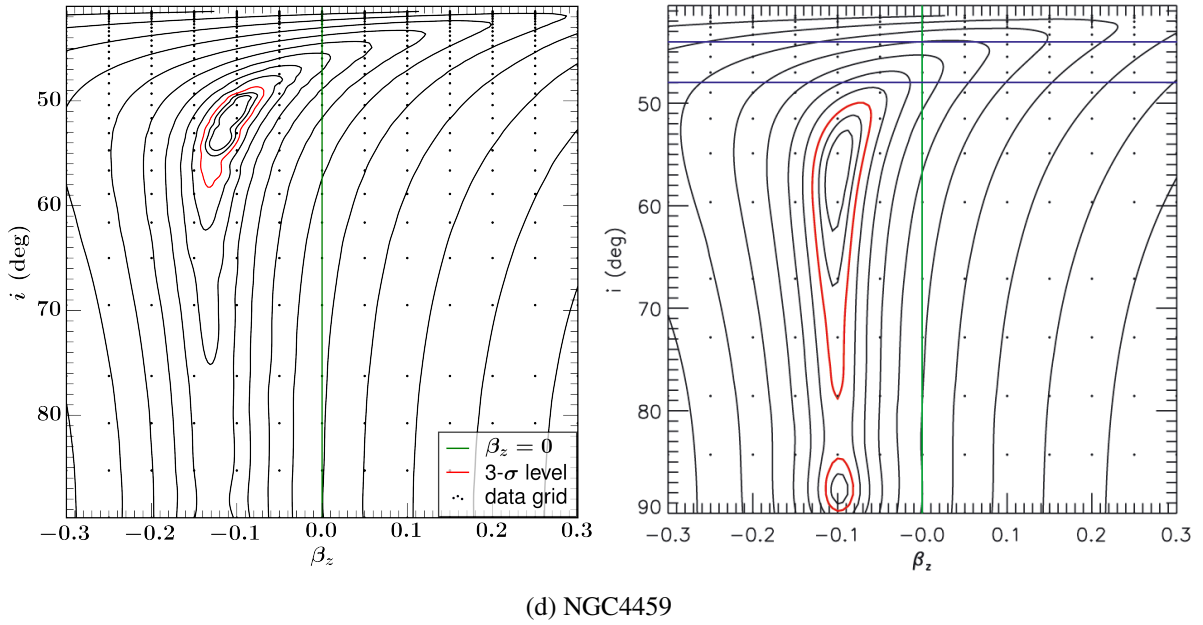 50
60
70
80
i (deg)
−0.3 −0.2 −0.1 0.0 0.1 0.2 0.3
βz
βz = 0
3-σ level
data grid
50
60
70
80
90
i (deg)
−0.3 −0.2 −0.1 −0.0 0.1 0.2 0.3
βz
(d) NGC4459